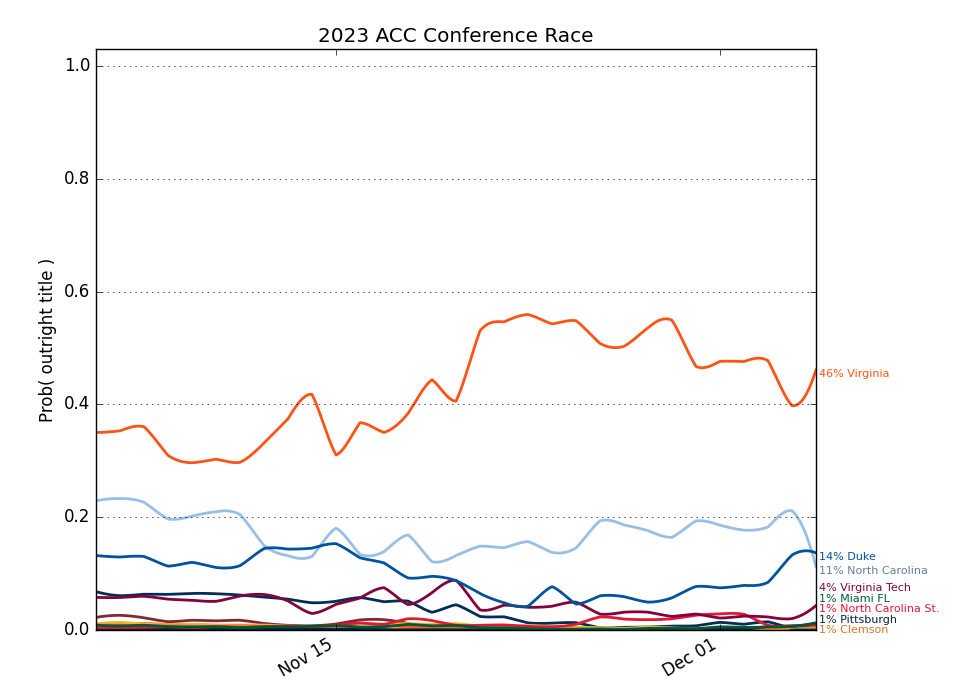 2023 ACC Conference Race
1.0
0.8
0.6
0.4
0.2
0.0
Prob( outright title )
Nov 15
Dec 01
46% Virginia
14% Duke
11% North Carolina
4% Virginia Tech
1% Miami FL
1% North Carolina St.
1% Pittsburgh
1% Clemson